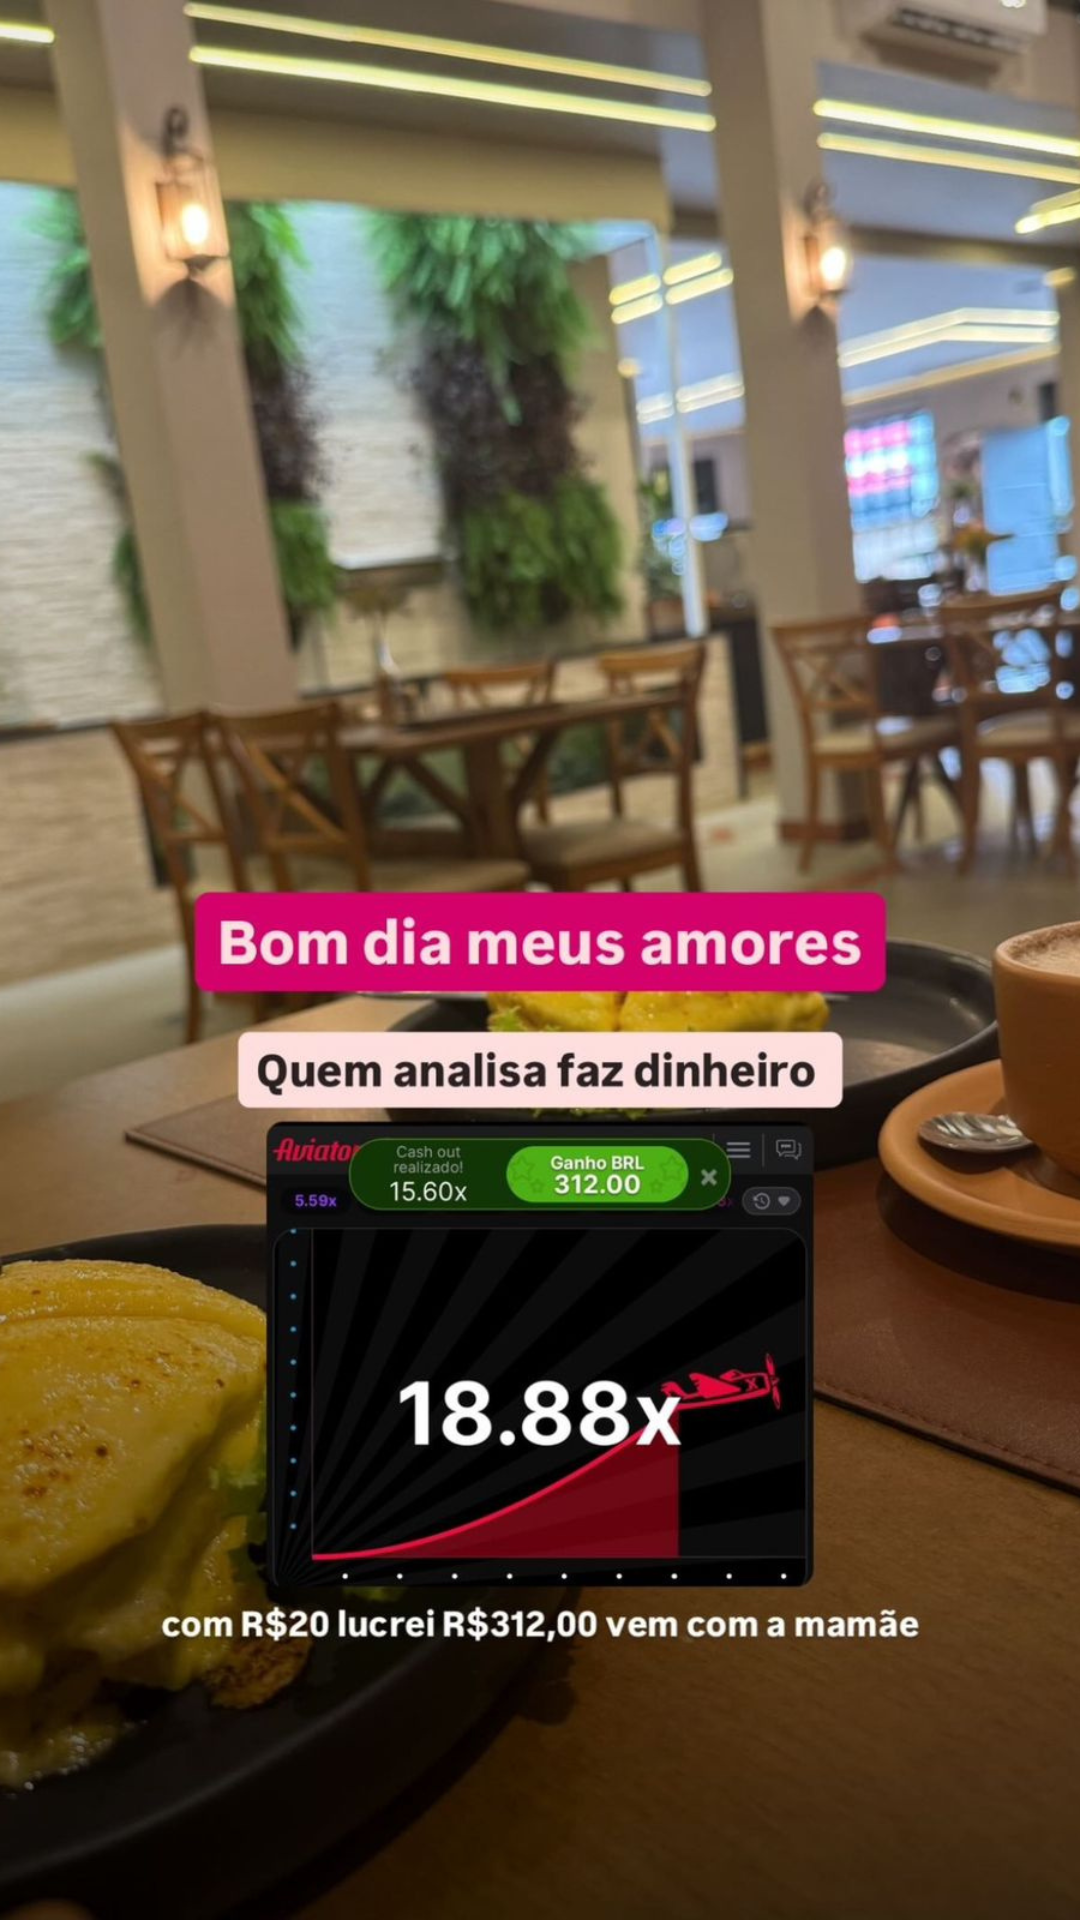 Bom dia meus amores
Quem analisa faz dinheiro
Aviator
Cash out
realizado!
15.60x
Ganho BRL
312.00
x
5.59x
18.88x
com R$20 lucrei R$312,00 vem com a mamãe